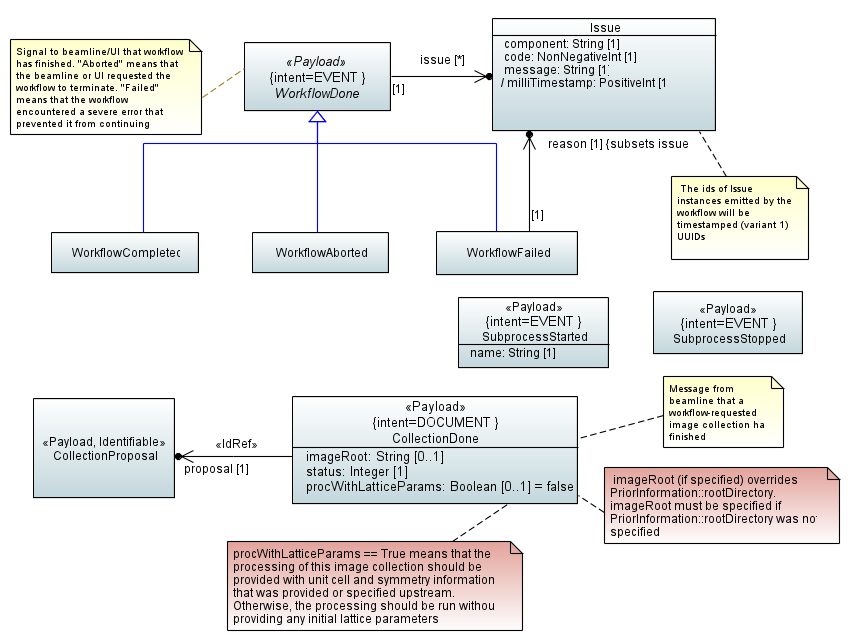 Signal to beamline/UI that workflow
has finished. "Aborted" means that
the beamline or UI requested the
workflow to terminate. "Failed"
means that the workflow
encountered a severe error that
prevented it from continuing
«Payload»
{intent=EVENT }
WorkflowDone
issue [*]
[1]
Issue
component: String [1]
code: NonNegativeInt [1]
message: String [1]
/ milliTimestamp: PositiveInt [1
reason [1] {subsets issue
[1]
The ids of Issue
instances emitted by the
workflow will be
timestamped (variant 1)
UUIDs
WorkflowCompleted
WorkflowAborted
WorkflowFailed
«Payload»
{intent=EVENT }
SubprocessStarted
name: String [1]
«Payload»
{intent=EVENT }
SubprocessStopped
«Payload, Identifiable»
CollectionProposal
«IdRef»
proposal [1]
«Payload»
{intent=DOCUMENT }
CollectionDone
imageRoot: String [0..1]
status: Integer [1]
procWithLatticeParams: Boolean [0..1] = false
Message from
beamline that a
workflow-requested
image collection ha
finished
imageRoot (if specified) overrides
PriorInformation::rootDirectory.
imageRoot must be specified if
PriorInformation::rootDirectory was not
specified
procWithLatticeParams == True means that the
processing of this image collection should be
provided with unit cell and symmetry information
that was provided or specified upstream.
Otherwise, the processing should be run withou
providing any initial lattice parameters